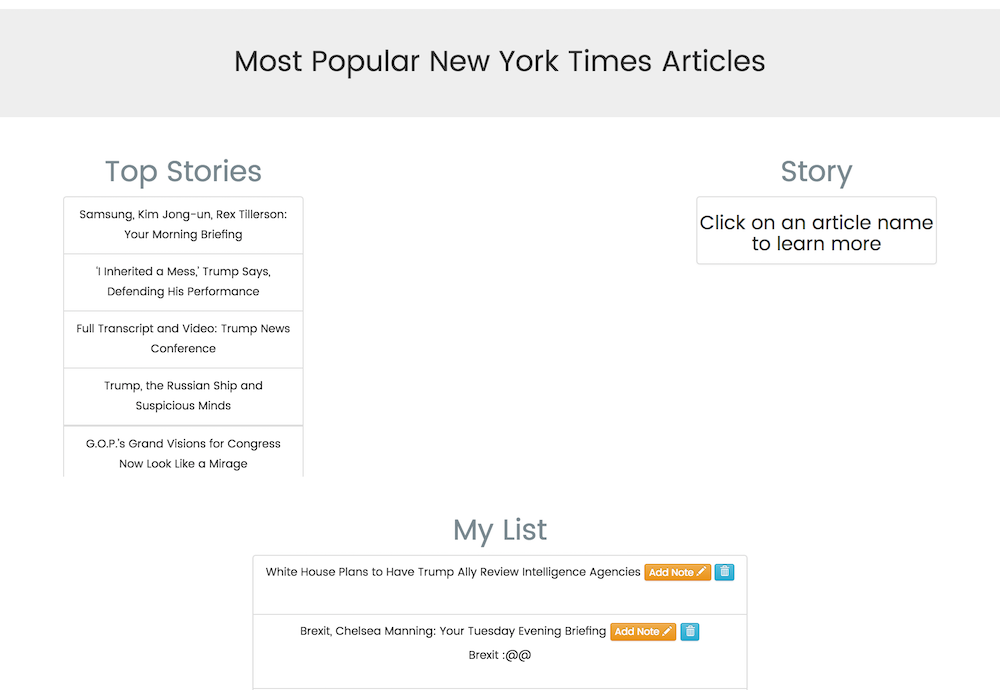 Most Popular New York Times Articles
Top Stories
Samsung, Kim Jong-un, Rex Tillerson:
Your Morning Briefing
'I Inherited a Mess,' Trump Says,
Defending His Performance
Full Transcript and Video: Trump News
Conference
Trump, the Russian Ship and
Suspicious Minds
G.O.P.'s Grand Visions for Congress
Now Look Like a Mirage
Story
Click on an article name
to learn more
My List
White House Plans to Have Trump Ally Review Intelligence Agencies Add Note
Brexit, Chelsea Manning: Your Tuesday Evening Briefing Add Note
Brexit :@@